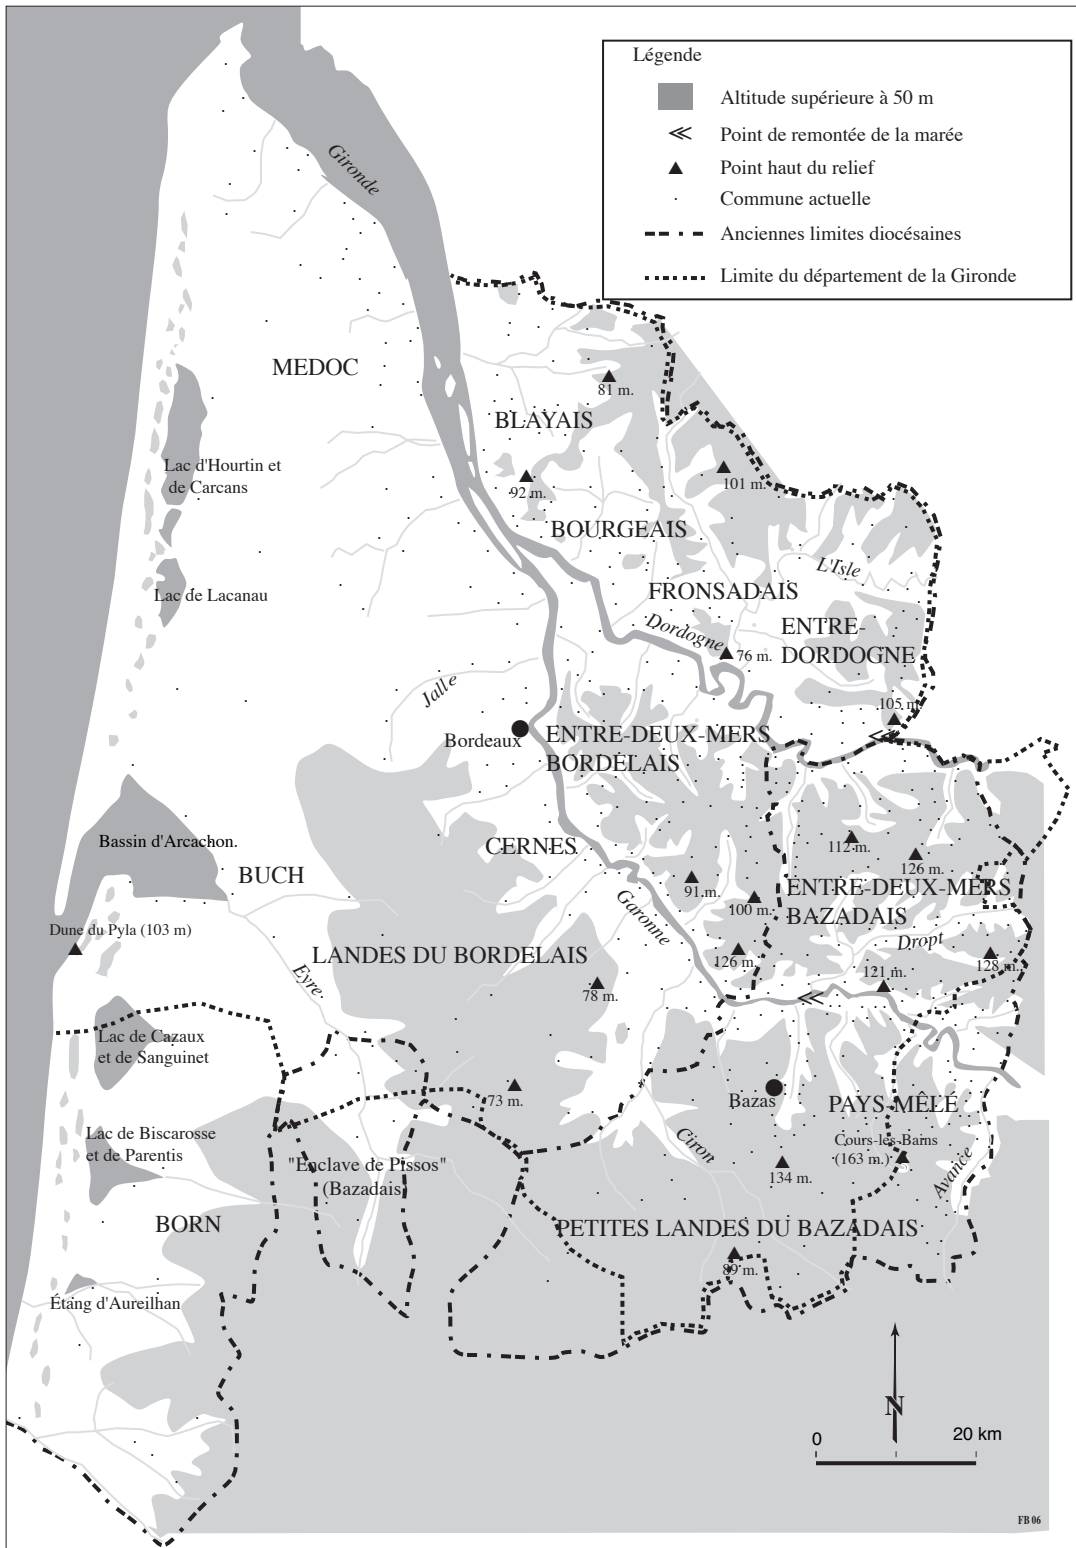 Légende
Altitude supérieure à 50 m
Point de remontée de la marée
Point haut du relief
Commune actuelle
Anciennes limites diocésaines
Limite du département de la Gironde
Gironde
MEDOC
81 m.
BLAYAIS
Lac d'Hourtin et
de Carcans
92 m.
101 m.
BOURGEAIS
L'Isle
Lac de Lacanau
FRONSADAIS
Dordogne
ENTRE-
DORDOGNE
76 m.
Jalle
105 m.
Bordeaux
ENTRE-DEUX-MERS
BORDELAIS
Bassin d'Arcachon.
CERNES
112 m.
126 m.
BUCH
91 m.
100 m.
ENTRE-DEUX-MERS
BAZADAIS
Garonne
Dune du Pyla (103 m)
LANDES DU BORDELAIS
Dropt
126 m.
128 m.
121 m.
Eyre
78 m.
Lac de Cazaux
et de Sanguinet
73 m.
Bazas
PAYS-MÊLÉ
Lac de Biscarosse
et de Parentis
Ciron
Cours-les-Bains
(163 m.)
Avance
"Enclave de Pissos"
(Bazadais)
134 m.
BORN
PETITES LANDES DU BAZADAIS
89 m.
Étang d'Aureilhan
N
0
20 km
FB 06